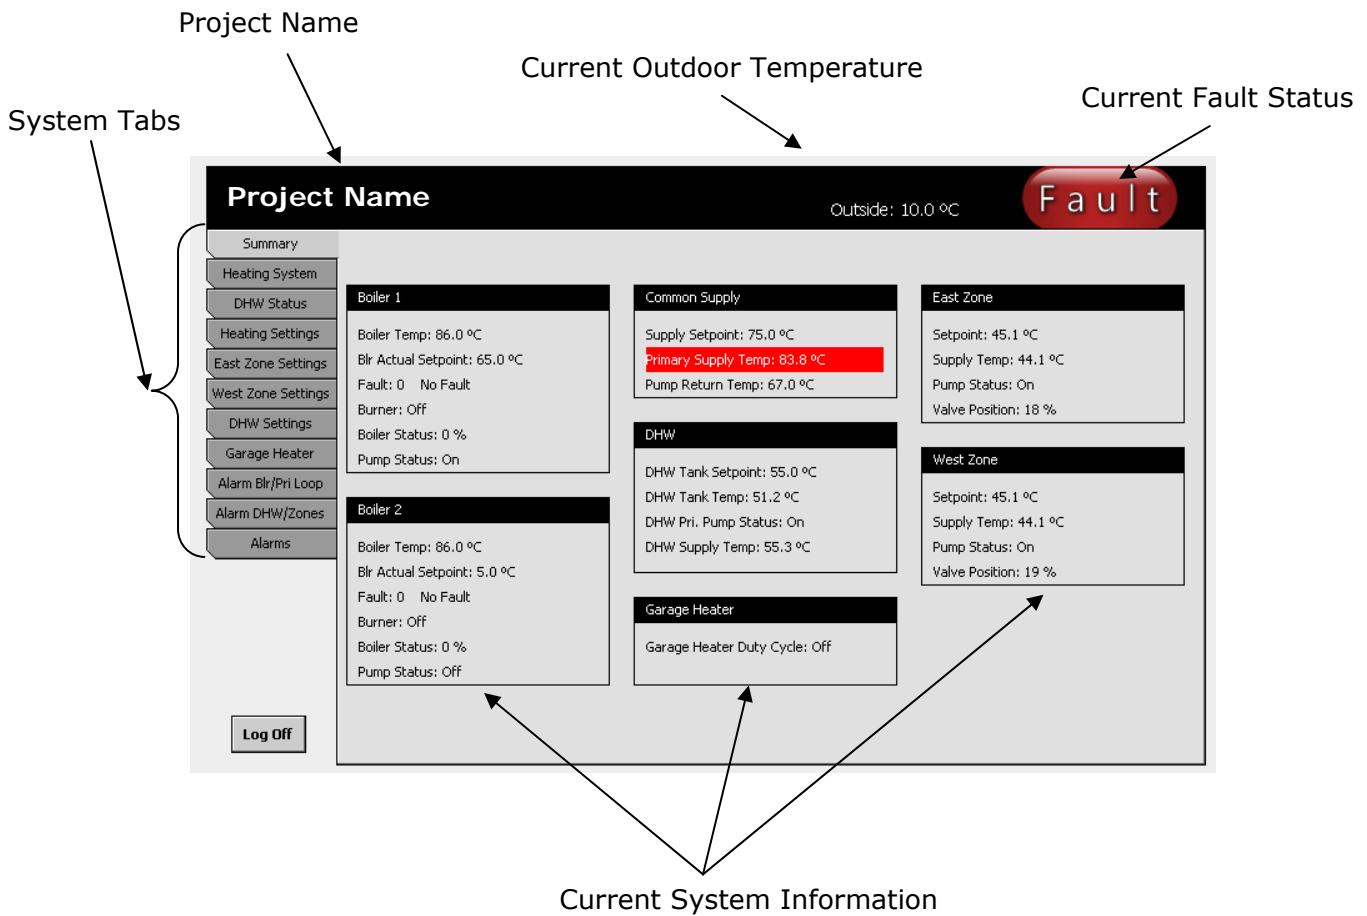 Project Name
Current Outdoor Temperature
Current Fault Status
System Tabs
Project Name
Outside: 10.0 ºC
Fault
Summary
Heating System
DHW Status
Heating Settings
East Zone Settings
West Zone Settings
DHW Settings
Garage Heater
Alarm Blr/Pri Loop
Alarm DHW/Zones
Alarms
Log Off
Boiler 1
Boiler Temp: 86.0 ºC
Blr Actual Setpoint: 65.0 ºC
Fault: 0 No Fault
Burner: Off
Boiler Status: 0 %
Pump Status: On
Boiler 2
Boiler Temp: 86.0 ºC
Blr Actual Setpoint: 5.0 ºC
Fault: 0 No Fault
Burner: Off
Boiler Status: 0 %
Pump Status: Off
Common Supply
Supply Setpoint: 75.0 ºC
Primary Supply Temp: 83.8 ºC
Pump Return Temp: 67.0 ºC
DHW
DHW Tank Setpoint: 55.0 ºC
DHW Tank Temp: 51.2 ºC
DHW Pri. Pump Status: On
DHW Supply Temp: 55.3 ºC
Garage Heater
Garage Heater Duty Cycle: Off
East Zone
Setpoint: 45.1 ºC
Supply Temp: 44.1 ºC
Pump Status: On
Valve Position: 18 %
West Zone
Setpoint: 45.1 ºC
Supply Temp: 44.1 ºC
Pump Status: On
Valve Position: 19 %
Current System Information